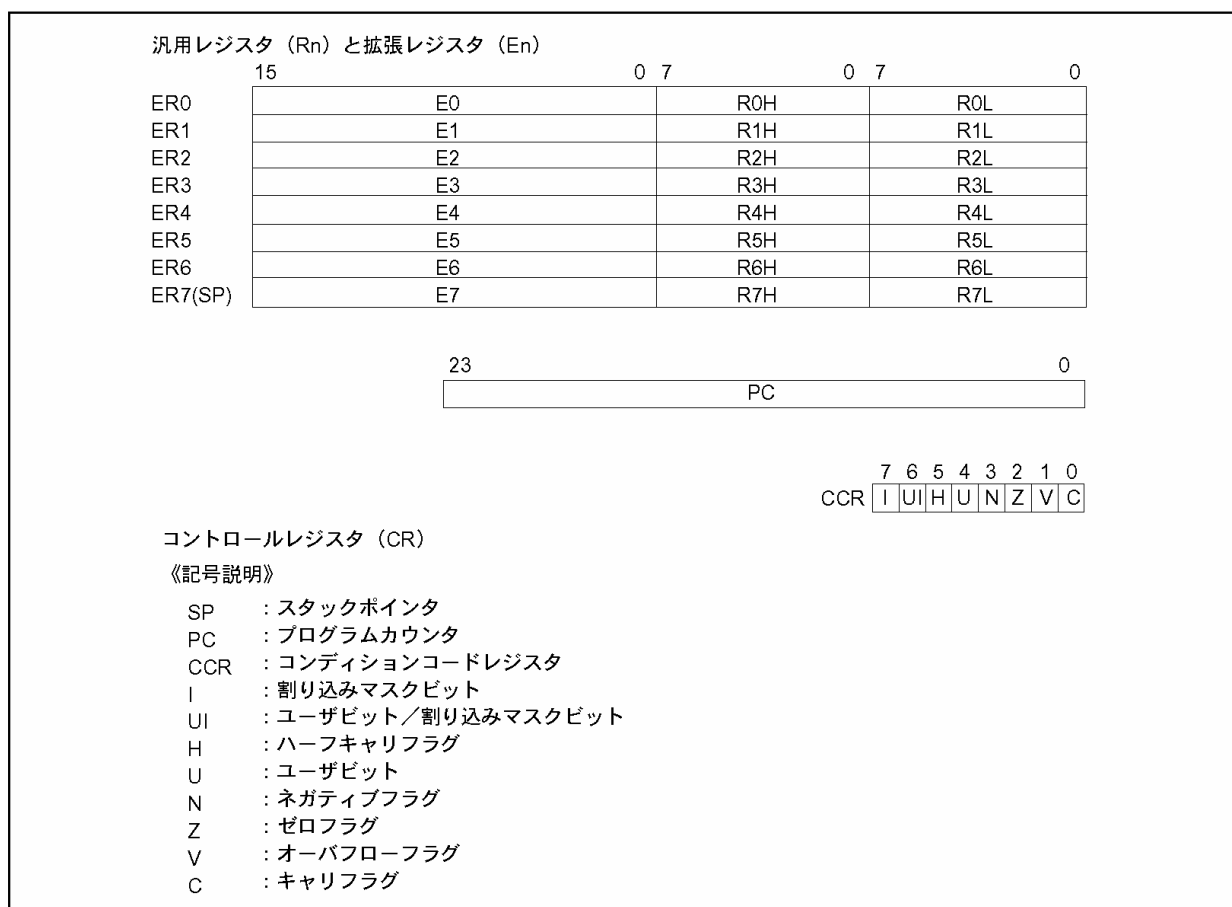 汎用レジスタ（Rn）と拡張レジスタ（En）
15 0 7 0 7 0
ER0 E0 R0H R0L
ER1 E1 R1H R1L
ER2 E2 R2H R2L
ER3 E3 R3H R3L
ER4 E4 R4H R4L
ER5 E5 R5H R5L
ER6 E6 R6H R6L
ER7(SP) E7 R7H R7L
23 0
PC
7 6 5 4 3 2 1 0
CCR I UI H U N Z V C
コントロールレジスタ（CR）
《記号説明》
SP ：スタックポインタ
PC ：プログラムカウンタ
CCR ：コンディションコードレジスタ
I ：割り込みマスクビット
UI ：ユーザビット／割り込みマスクビット
H ：ハーフキャリフラグ
U ：ユーザビット
N ：ネガティブフラグ
Z ：ゼロフラグ
V ：オーバフローフラグ
C ：キャリフラグ